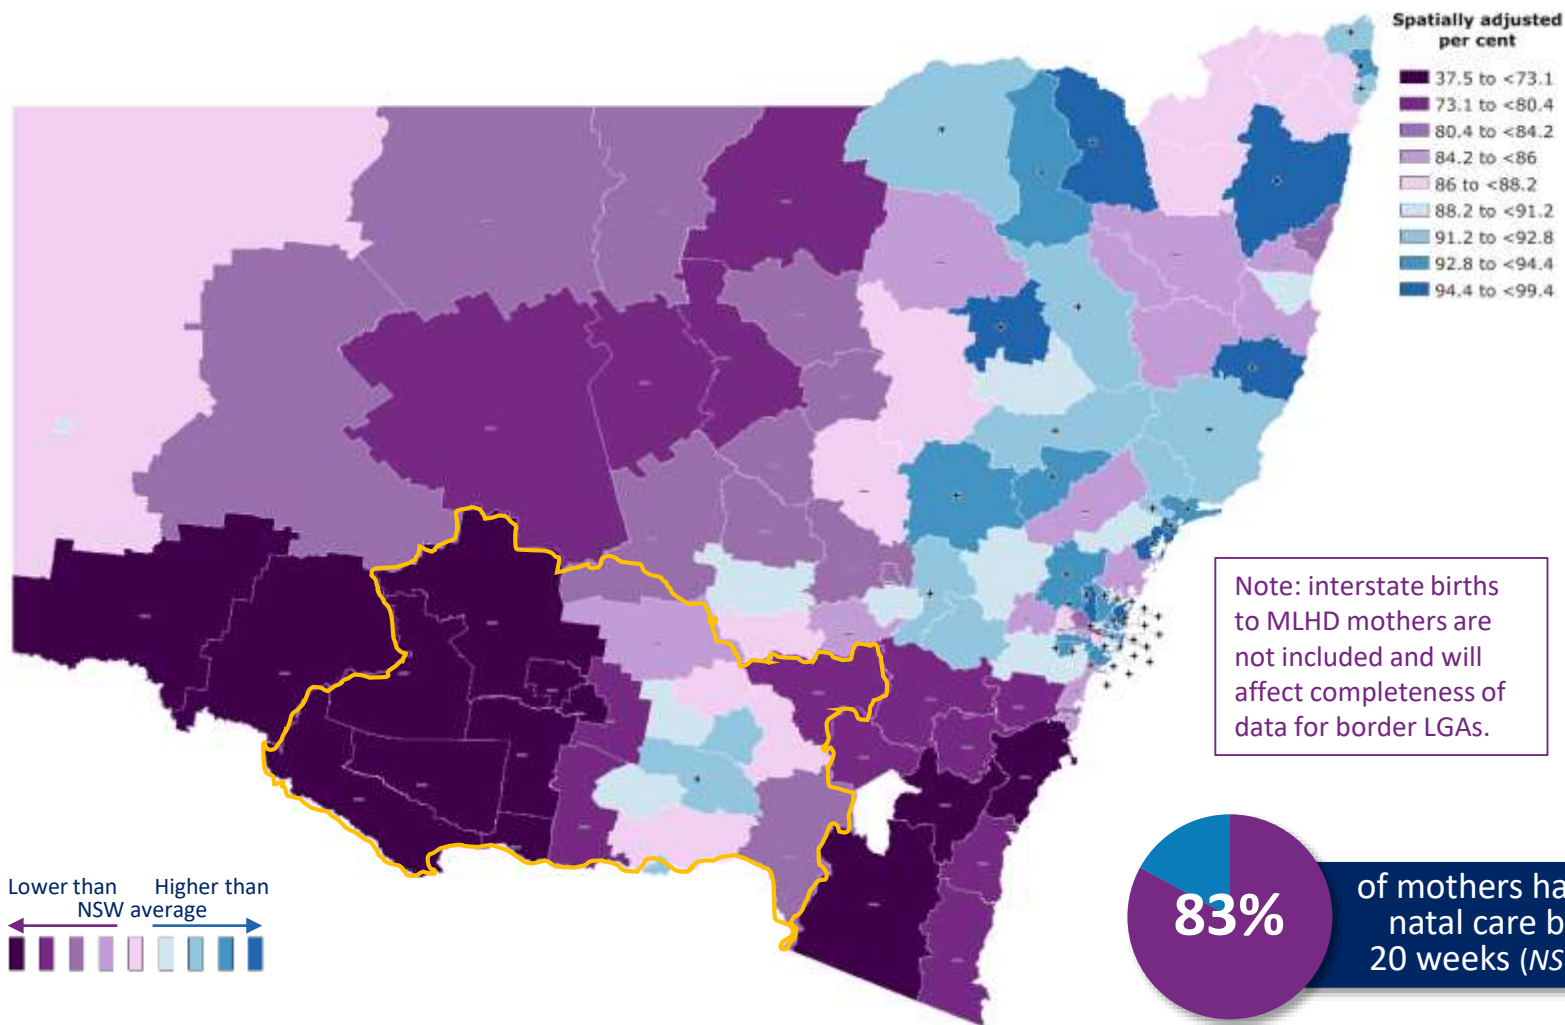 Spatially adjusted
per cent
37.5 to <73.1
73.1 to <80.4
80.4 to <84.2
84.2 to <86
86 to <88.2
88.2 to <91.2
91.2 to <92.8
92.8 to <94.4
94.4 to <99.4
Note: interstate births
to MLHD mothers are
not included and will
affect completeness of
data for border LGAs.
Lower than Higher than
NSW average
83%
of mothers ha
natal care b
20 weeks (NS